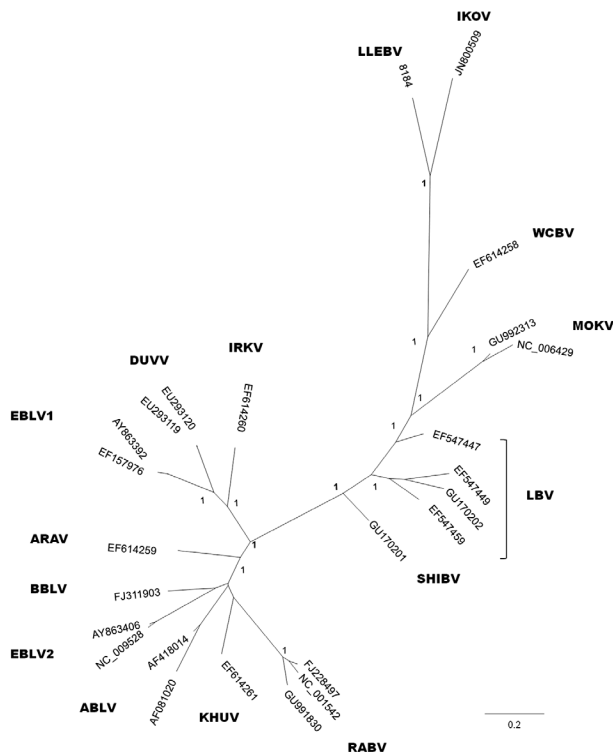 IKOV
LLEBV
8184
JN800509
WCBV
EF614258
MOKV
GU992313
NC_006429
IRKV
DUVV
EU293120
EU293119
EF614260
EBLV1
AY863392
EF157976
EF547447
EF547449
GU170202
EF547459
LBV
GU170201
SHIBV
ARAV
EF614259
BBLV
FJ311903
EBLV2
AY863406
NC_009528
AF418014
ABLV
AF081020
KHUV
EF614261
FJ228497
NC_001542
GU991830
RABV
1
1
1
1
1
1
1
1
1
1
1
1
0.2